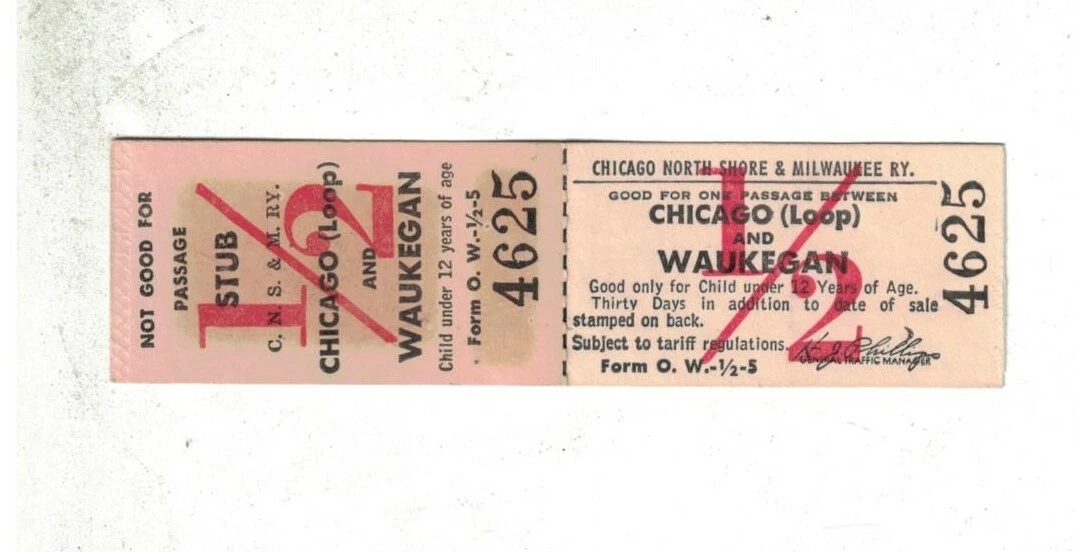 NOT GOOD FOR
PASSAGE
STUB
C. N. S. & M. RY.
1/2
CHICAGO (Loop)
AND
WAUKEGAN
Child under 12 years of age
Form O. W.-½-5
4625
CHICAGO NORTH SHORE & MILWAUKEE RY.
GOOD FOR ONE PASSAGE BETWEEN
CHICAGO (Loop)
AND
WAUKEGAN
1/2
Good only for Child under 12 Years of Age.
Thirty Days in addition to date of sale
stamped on back.
Subject to tariff regulations.
GENERAL TRAFFIC MANAGER
Form O. W.-½-5
4625